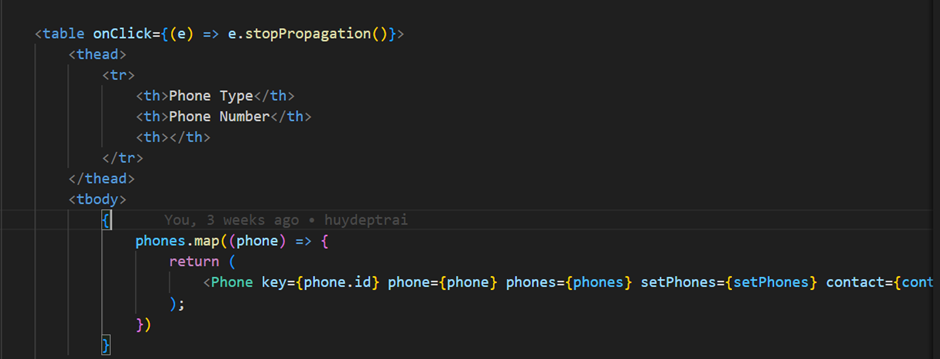 <table onClick={(e) => e.stopPropagation()}>
<thead>
<tr>
<th>Phone Type</th>
<th>Phone Number</th>
<th></th>
</tr>
</thead>
<tbody>
{ You, 3 weeks ago • huydeptrai
phones.map((phone) => {
return (
<Phone key={phone.id} phone={phone} phones={phones} setPhones={setPhones} contact={cont
);
})
}